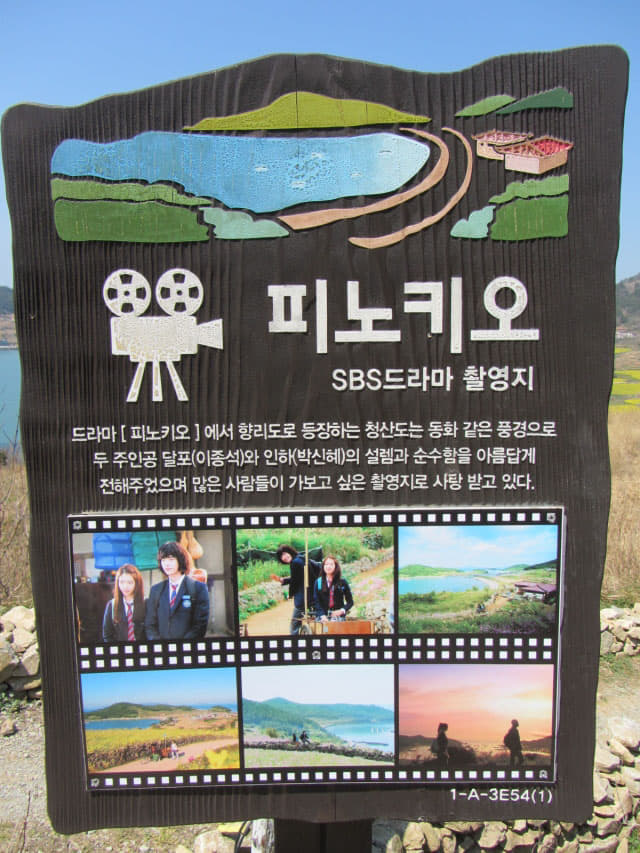 피노키오
SBS드라마 촬영지
드라마 [ 피노키오 ] 에서 향리도로 등장하는 청산도는 동화 같은 풍경으로
두 주인공 달포(이종석)와 인하(박신혜)의 설렘과 순수함을 아름답게
전해주었으며 많은 사람들이 가보고 싶은 촬영지로 사탕 받고 있다.
1-A-3E54(1)